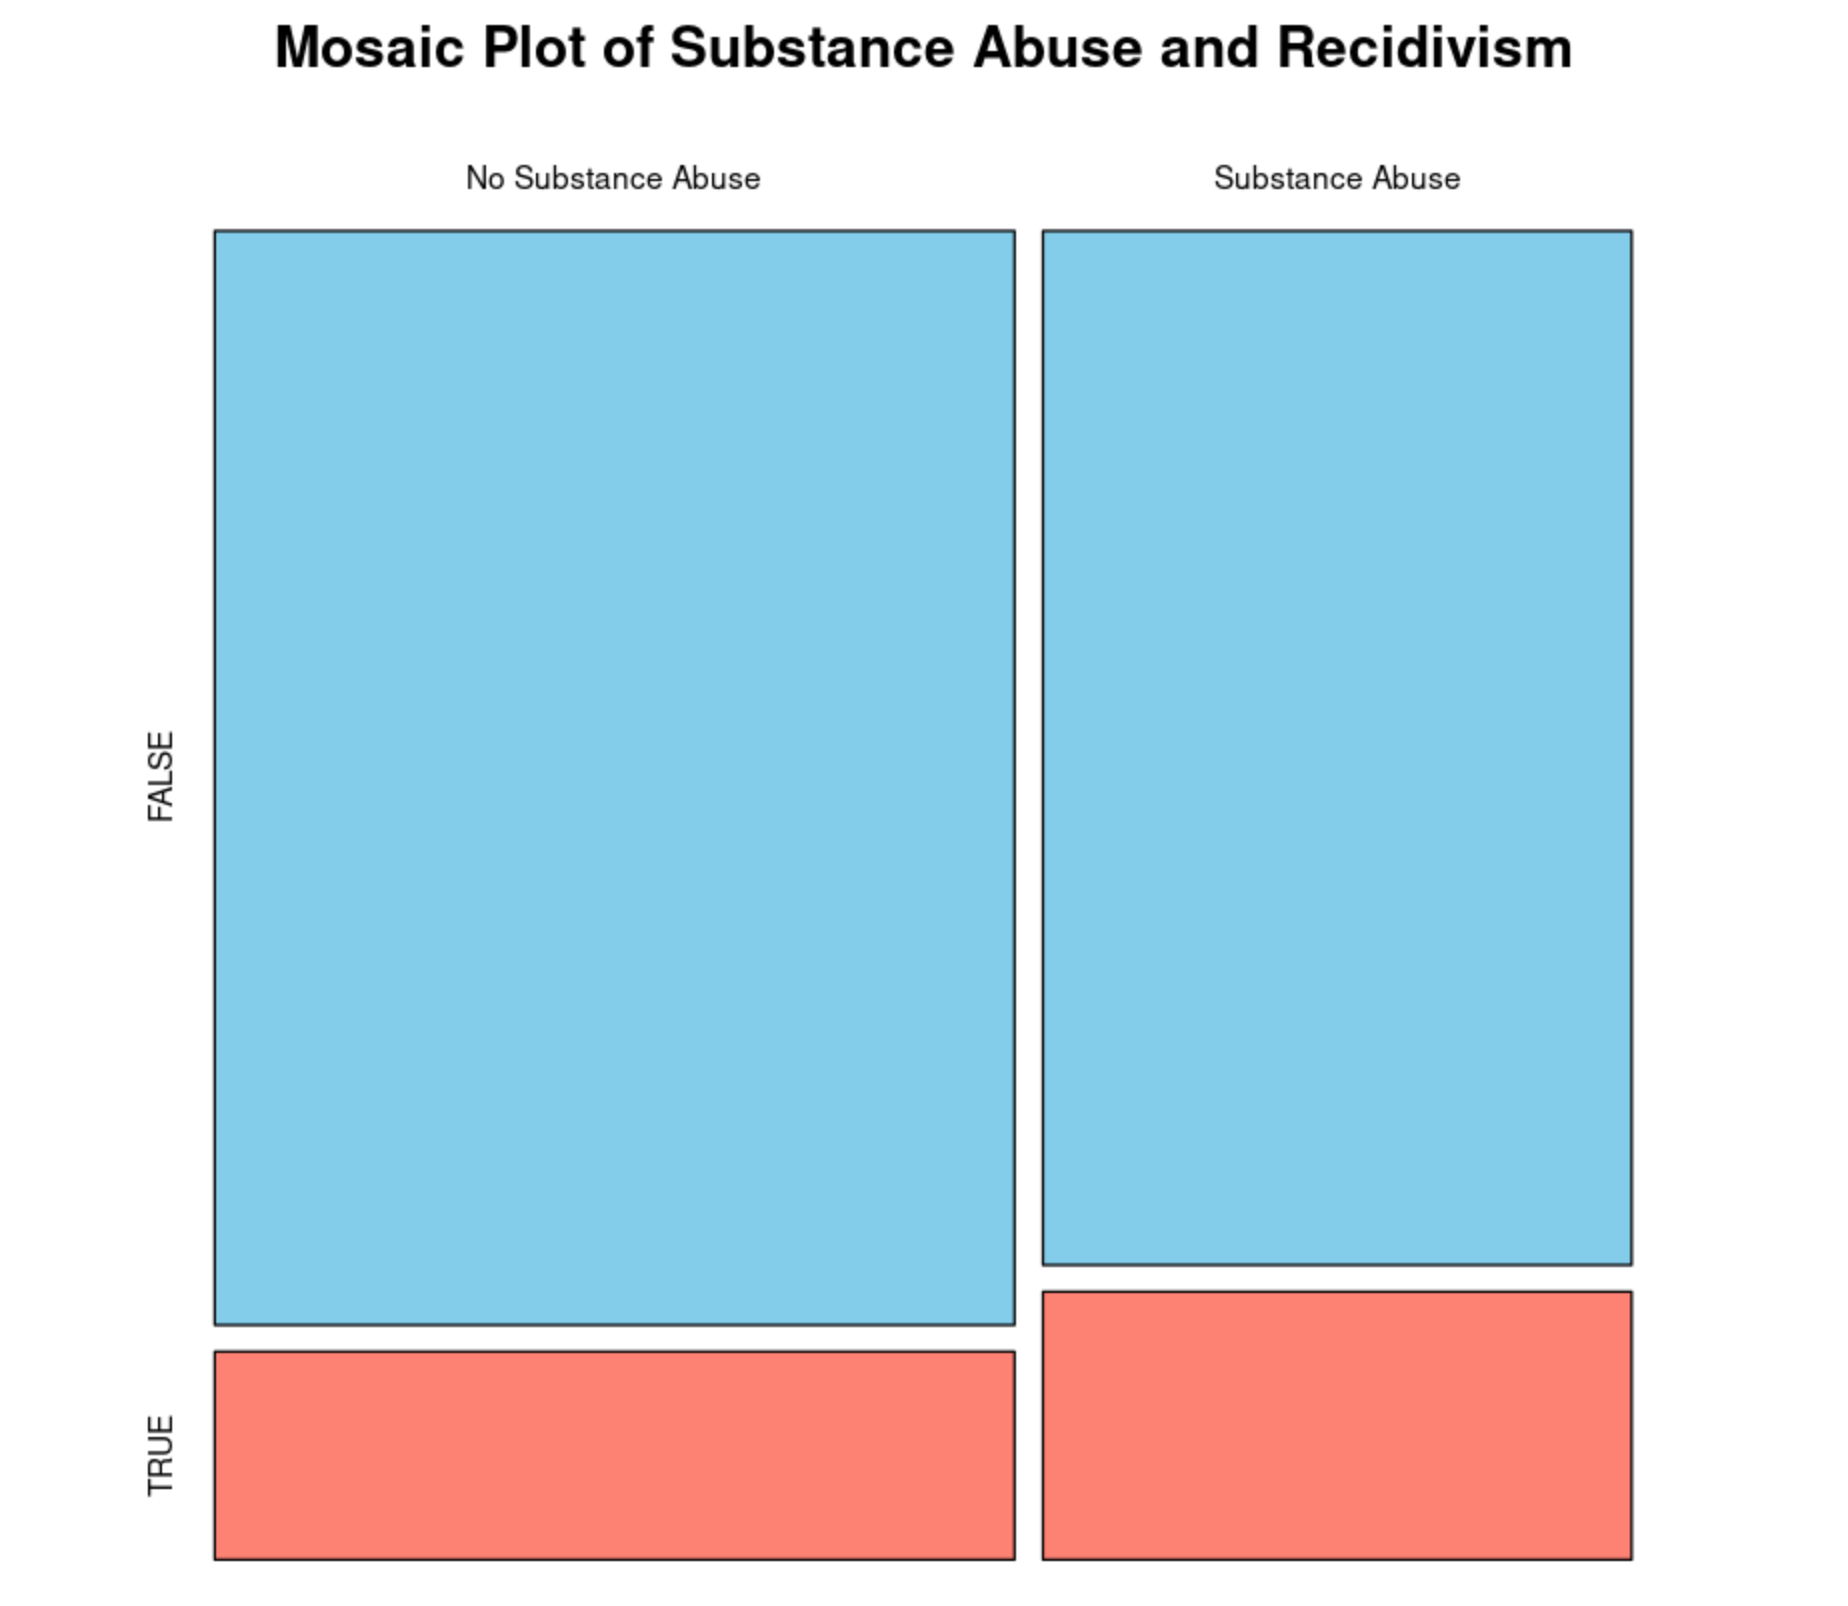 Mosaic Plot of Substance Abuse and Recidivism
No Substance Abuse
Substance Abuse
FALSE
TRUE